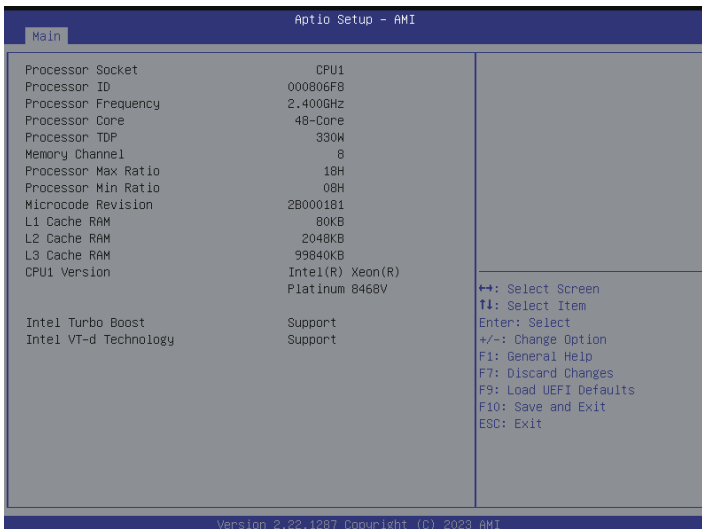 Aptio Setup – AMI
Main
Processor Socket CPU1
Processor ID 000806F8
Processor Frequency 2.400GHz
Processor Core 48-Core
Processor TDP 330W
Memory Channel 8
Processor Max Ratio 18H
Processor Min Ratio 08H
Microcode Revision 2B000181
L1 Cache RAM 80KB
L2 Cache RAM 2048KB
L3 Cache RAM 99840KB
CPU1 Version Intel(R) Xeon(R)
Platinum 8468V
Intel Turbo Boost Support
Intel VT-d Technology Support
↔: Select Screen
↑↓: Select Item
Enter: Select
+/-: Change Option
F1: General Help
F7: Discard Changes
F9: Load UEFI Defaults
F10: Save and Exit
ESC: Exit
Version 2.22.1287 Copyright (C) 2023 AMI